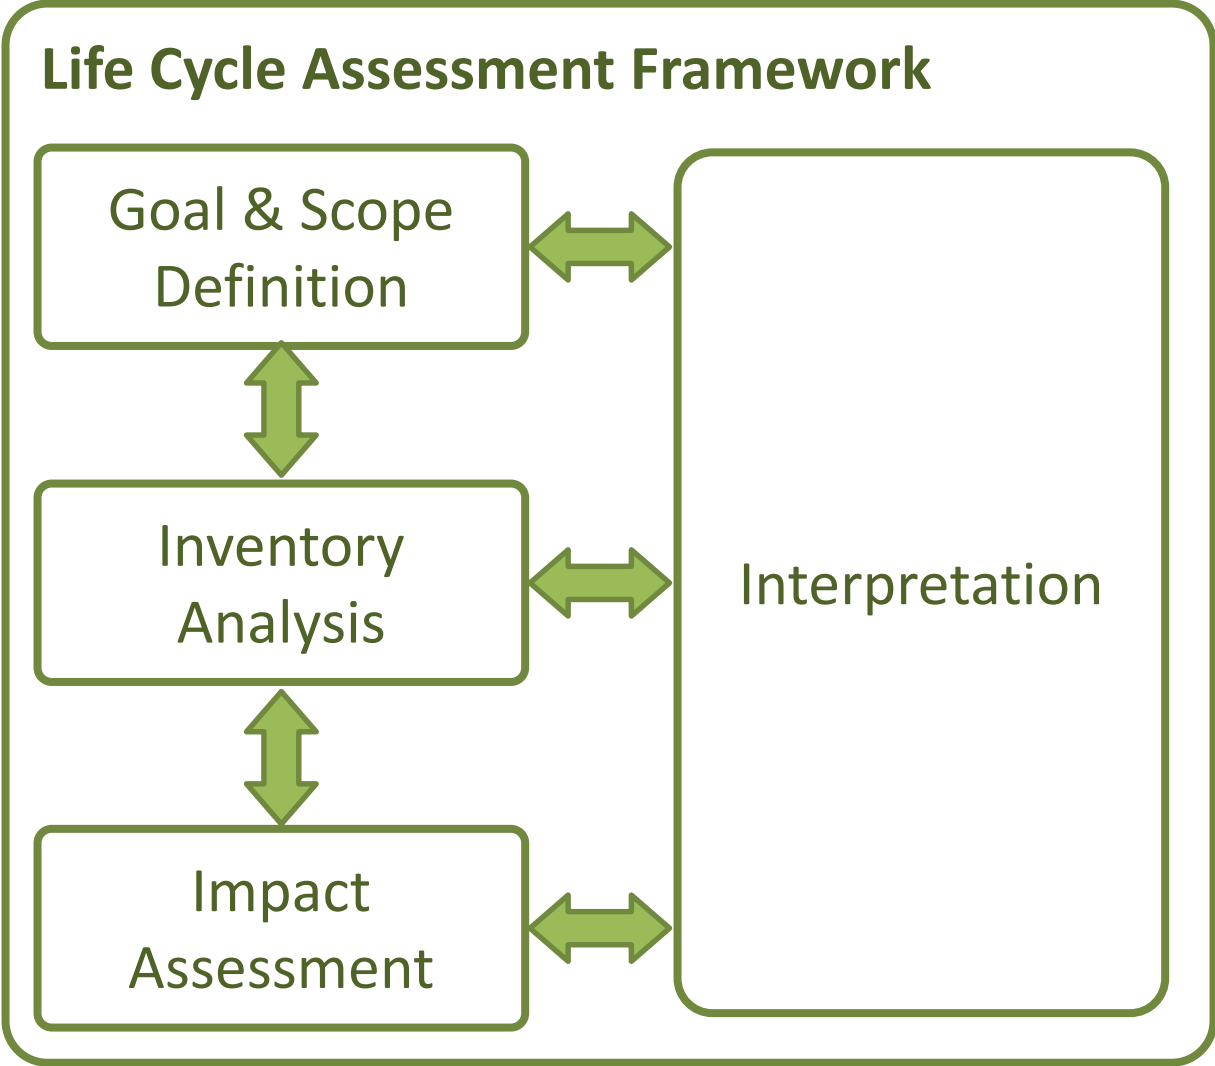 Life Cycle Assessment Framework
Goal & Scope
Definition
Inventory
Analysis
Impact
Assessment
Interpretation